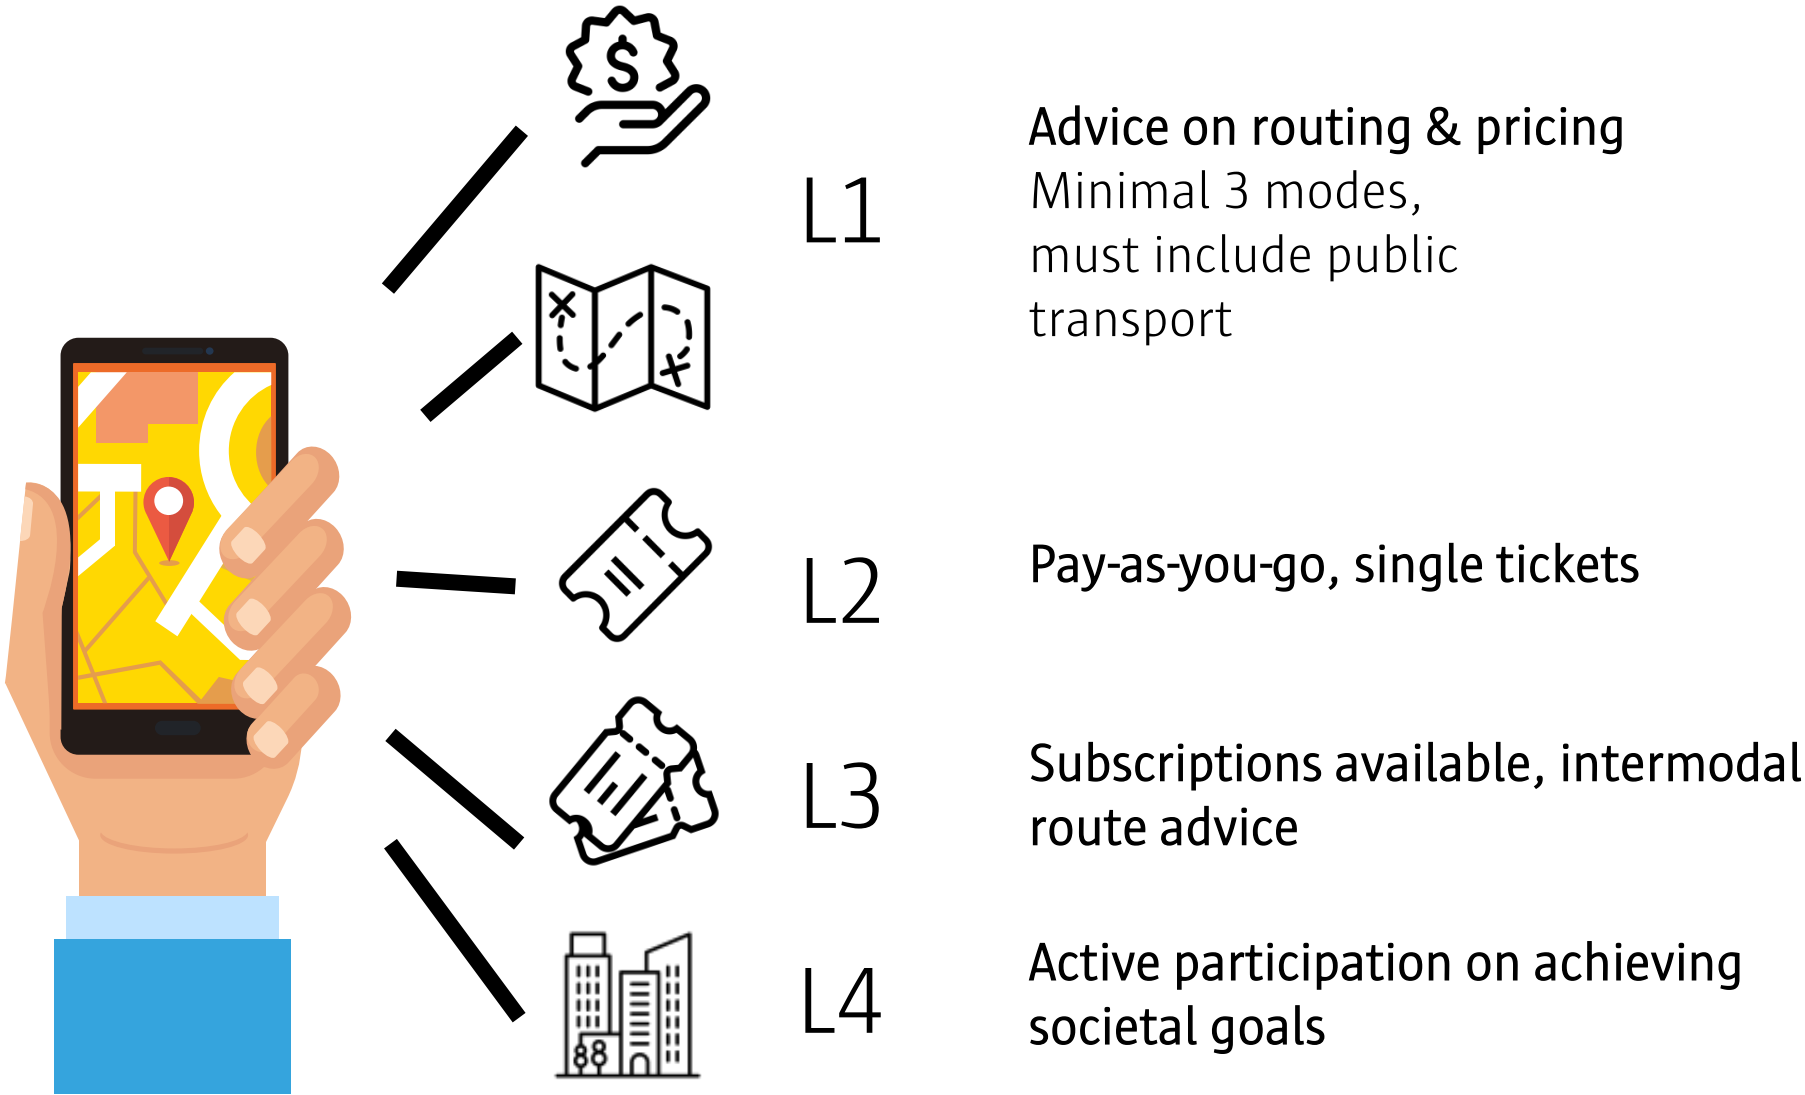 $
L1
Advice on routing & pricing
Minimal 3 modes,
must include public
transport
L2
Pay-as-you-go, single tickets
L3
Subscriptions available, intermodal
route advice
L4
Active participation on achieving
societal goals